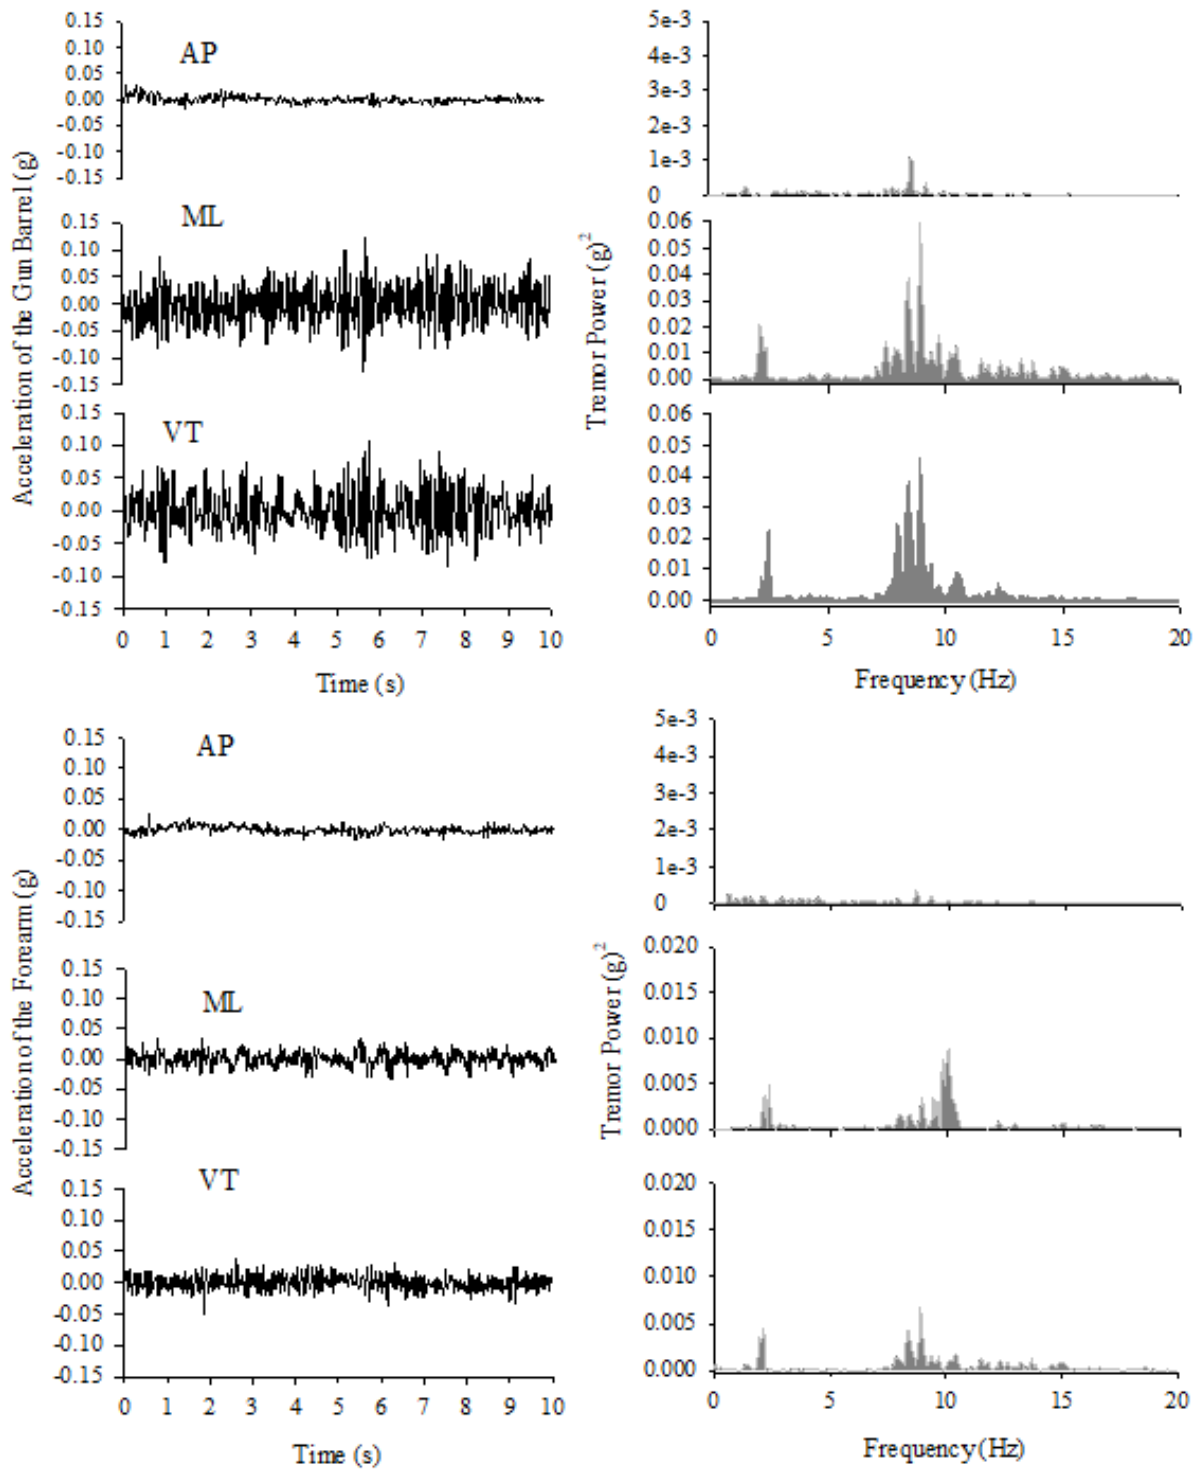 Acceleration of the Gun Barrel (g)
0.15
0.10
0.05
0.00
-0.05
-0.10
-0.15
AP
0.15
0.10
0.05
0.00
-0.05
-0.10
-0.15
ML
0.15
0.10
0.05
0.00
-0.05
-0.10
-0.15
VT
0 1 2 3 4 5 6 7 8 9 10
Time (s)
Tremor Power (g)2
5e-3
4e-3
3e-3
2e-3
1e-3
0
0.06
0.05
0.04
0.03
0.02
0.01
0.00
0.06
0.05
0.04
0.03
0.02
0.01
0.00
0 5 10 15 20
Frequency (Hz)
Acceleration of the Forearm (g)
0.15
0.10
0.05
0.00
-0.05
-0.10
-0.15
AP
0.15
0.10
0.05
0.00
-0.05
-0.10
-0.15
ML
0.15
0.10
0.05
0.00
-0.05
-0.10
-0.15
VT
0 1 2 3 4 5 6 7 8 9 10
Time (s)
Tremor Power (g)2
5e-3
4e-3
3e-3
2e-3
1e-3
0
0.020
0.015
0.010
0.005
0.000
0.020
0.015
0.010
0.005
0.000
0 5 10 15 20
Frequency (Hz)